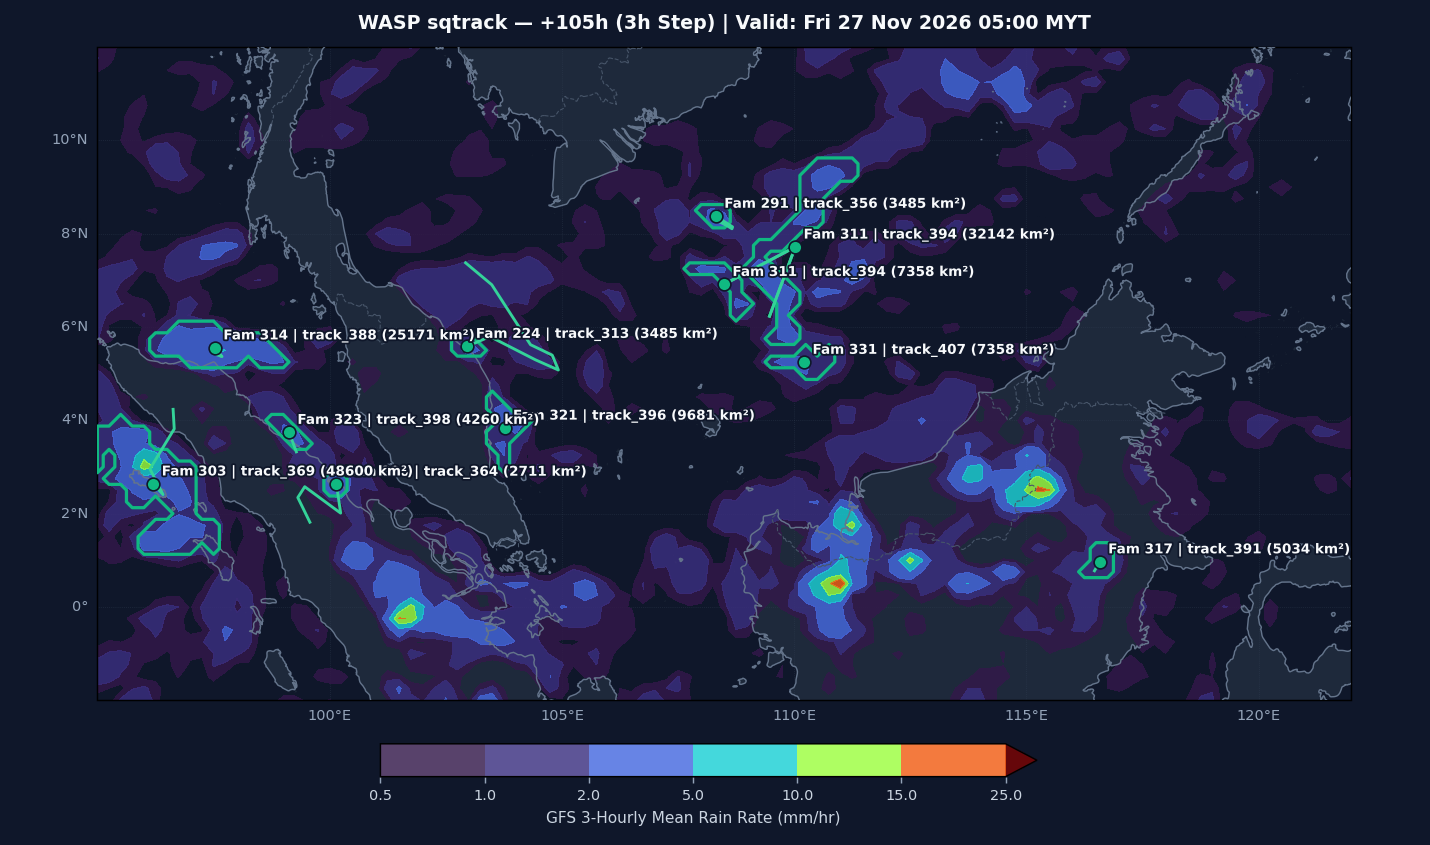 WASP sqtrack — +105h (3h Step) | Valid: Fri 27 Nov 2026 05:00 MYT
10°N
8°N
6°N
4°N
2°N
0°
Fam 291 | track_356 (3485 km²)
Fam 311 | track_394 (32142 km²)
Fam 311 | track_394 (7358 km²)
Fam 314 | track_388 (25171 km²)
Fam 224 | track_313 (3485 km²)
Fam 331 | track_407 (7358 km²)
Fam 323 | track_398 (4260 km²)
Fam 321 | track_396 (9681 km²)
Fam 303 | track_369 (48600 km²)
| track_364 (2711 km²)
Fam 317 | track_391 (5034 km²)
100°E 105°E 110°E 115°E 120°E
0.5 1.0 2.0 5.0 10.0 15.0 25.0
GFS 3-Hourly Mean Rain Rate (mm/hr)